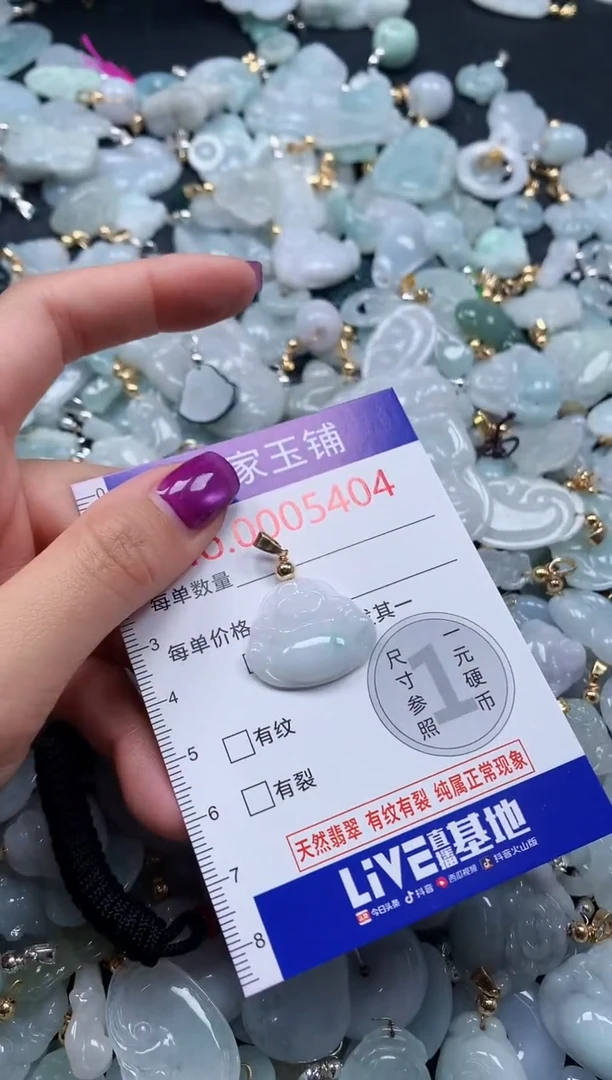 家玉铺
.0005404
每单数量
每单价格
其一
尺寸参照
1
一元硬币
有纹
有裂
天然翡翠 有纹有裂 纯属正常现象
LiVE直播基地
今日头条 抖音 西瓜视频 抖音火山版
0
3
4
5
6
7
8